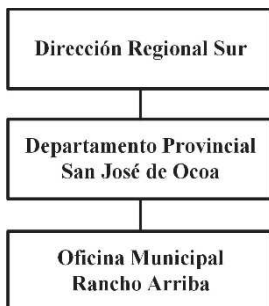 Dirección Regional Sur
Departamento Provincial
San José de Ocoa
Oficina Municipal
Rancho Arriba